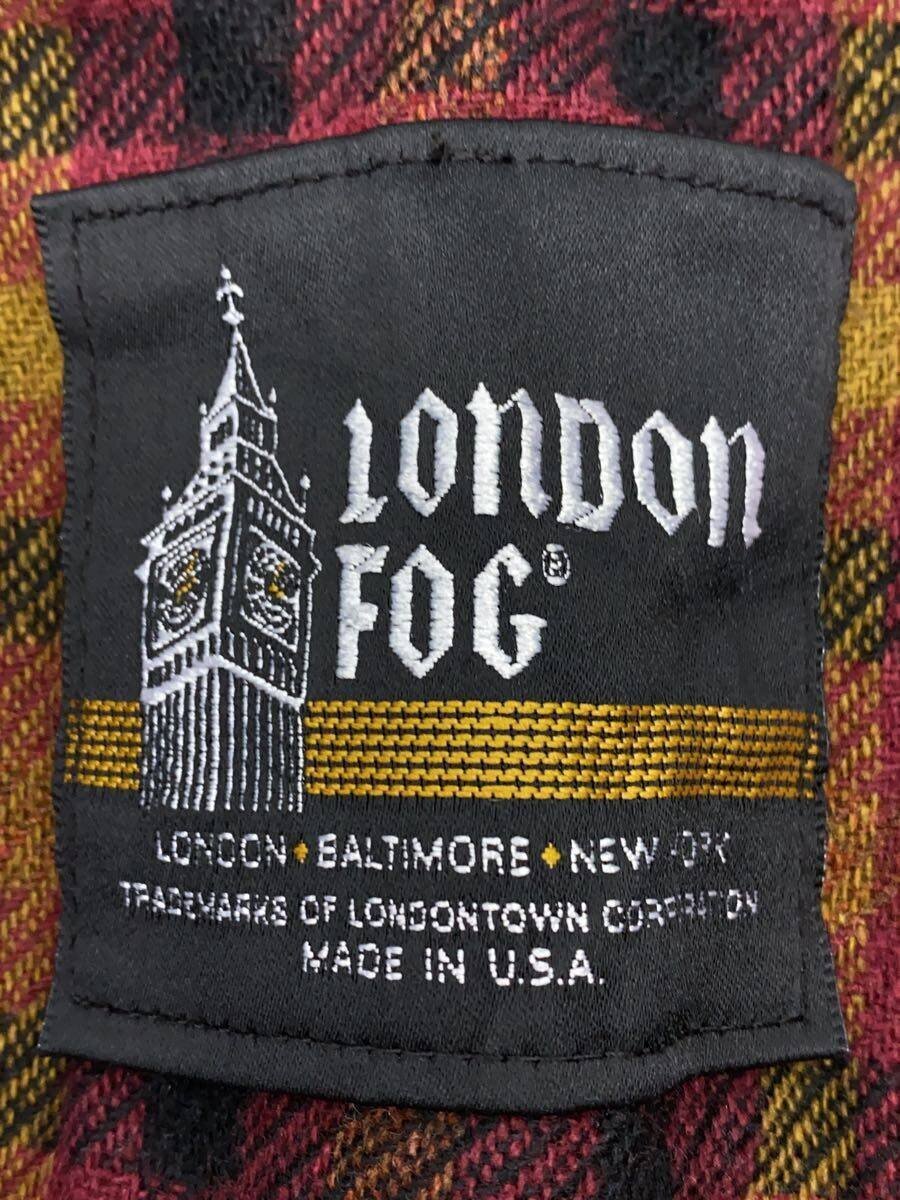 LONDON
FOG®
LONDON ♦ BALTIMORE ♦ NEW YORK
TRADEMARKS OF LONDONTOWN CORPORATION
MADE IN U.S.A.